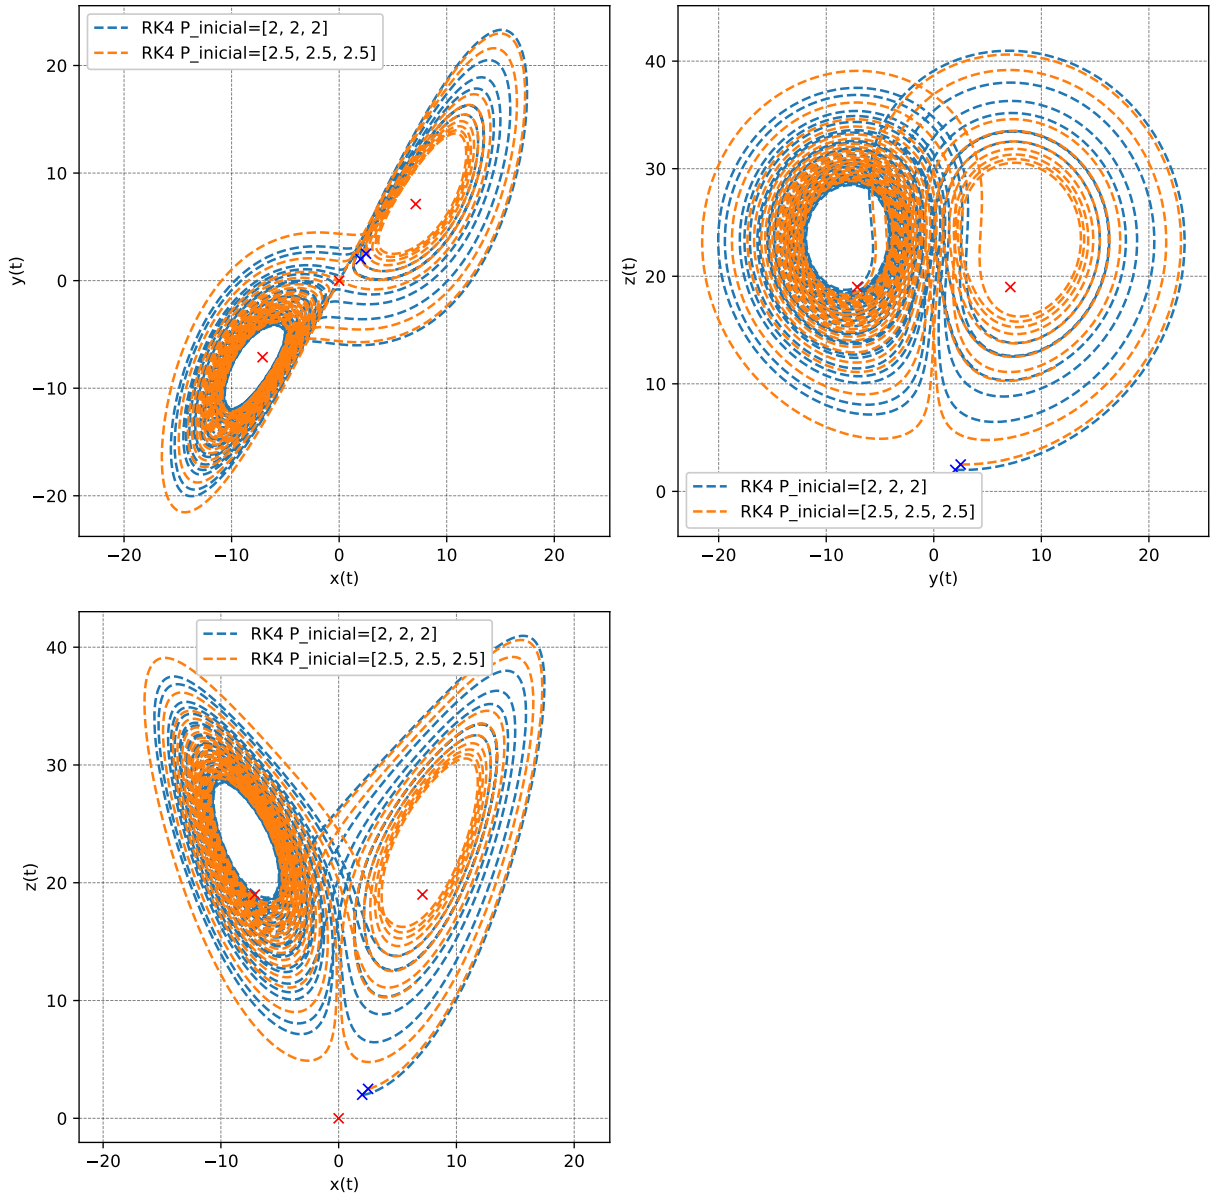 RK4 P_inicial=[2, 2, 2]
RK4 P_inicial=[2.5, 2.5, 2.5]
20
10
0
−10
−20
y(t)
−20 −10 0 10 20
x(t)
40
30
20
10
0
z(t)
RK4 P_inicial=[2, 2, 2]
RK4 P_inicial=[2.5, 2.5, 2.5]
−20 −10 0 10 20
y(t)
RK4 P_inicial=[2, 2, 2]
RK4 P_inicial=[2.5, 2.5, 2.5]
40
30
20
10
0
z(t)
−20 −10 0 10 20
x(t)